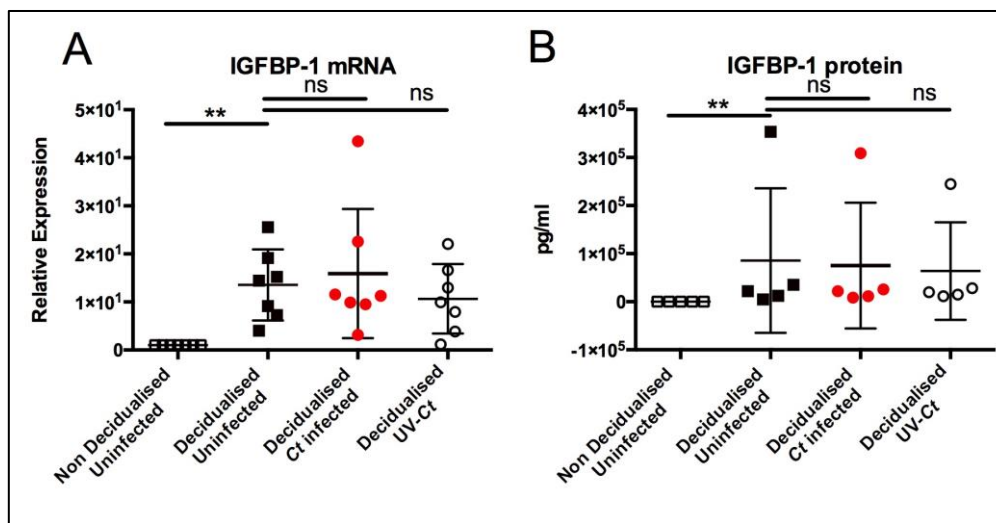 A
IGFBP-1 mRNA
ns
ns
**
5×10¹
4×10¹
3×10¹
2×10¹
1×10¹
0
Relative Expression
Non Decidualised
Uninfected
Decidualised
Uninfected
Decidualised
Ct infected
Decidualised
UV-Ct
B
IGFBP-1 protein
ns
ns
**
4×10⁵
3×10⁵
2×10⁵
1×10⁵
0
-1×10⁵
pg/ml
Non Decidualised
Uninfected
Decidualised
Uninfected
Decidualised
Ct infected
Decidualised
UV-Ct